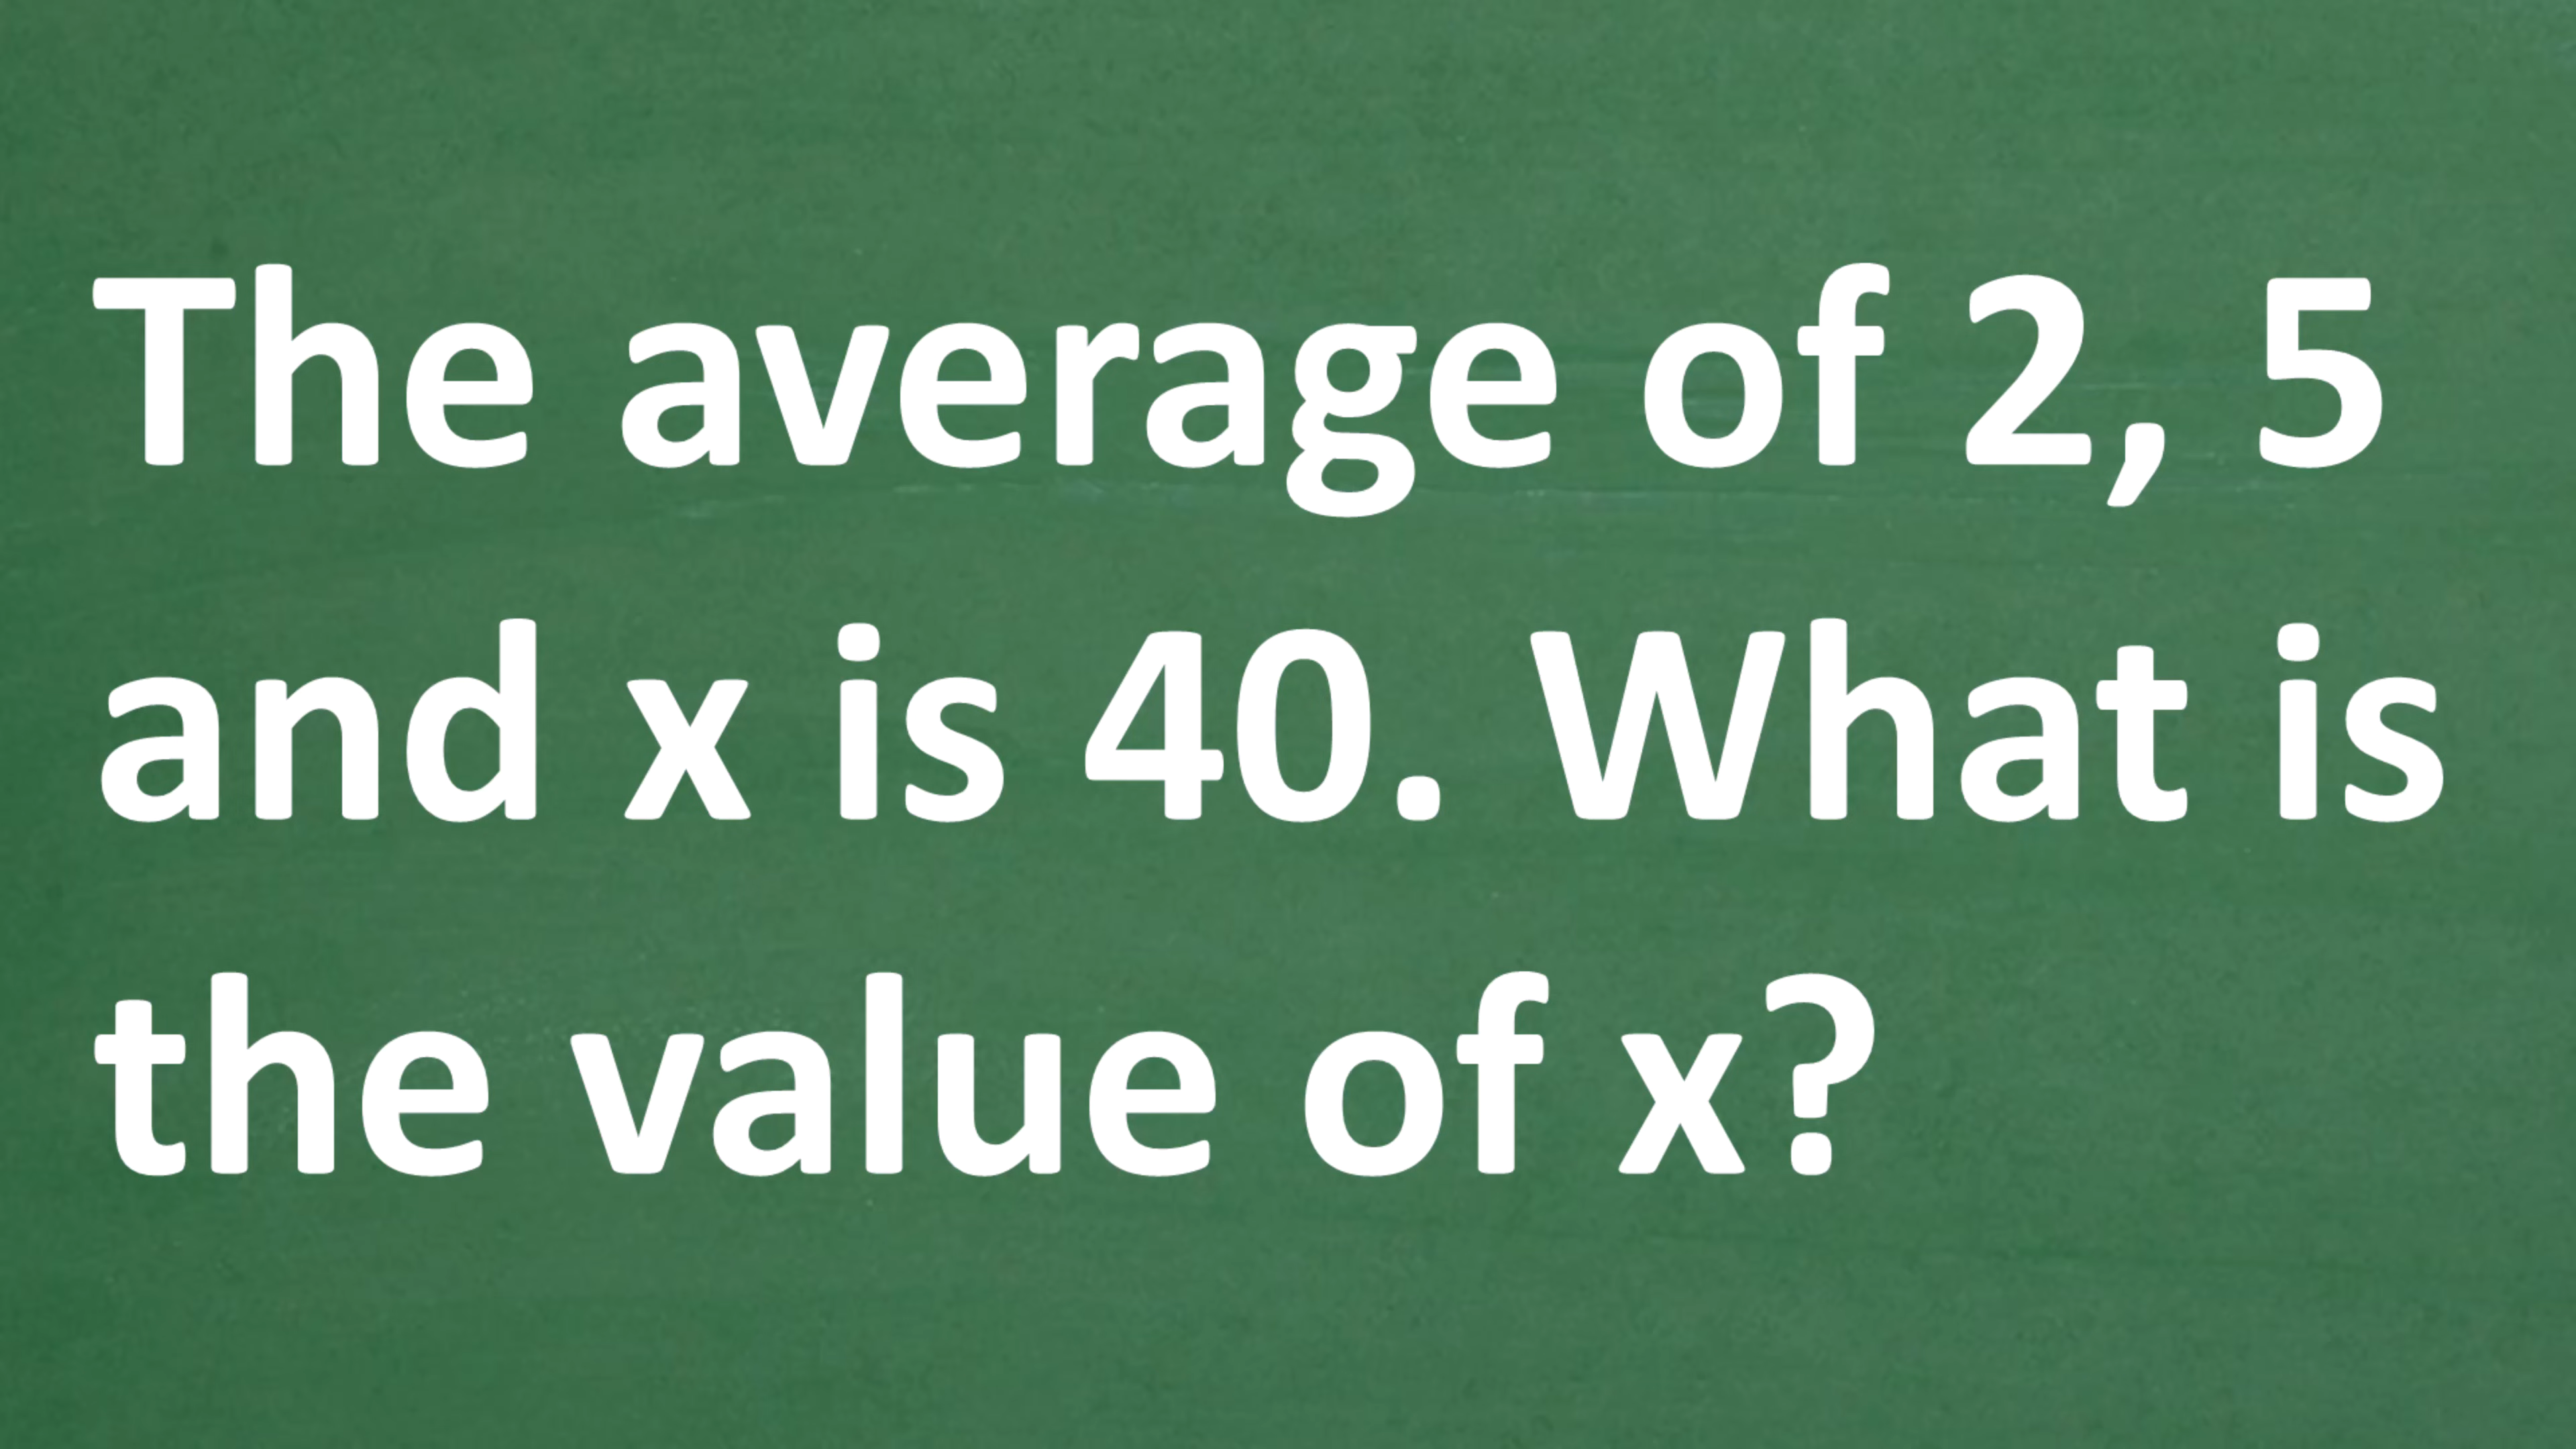 The average of 2, 5
and x is 40. What is
the value of x?